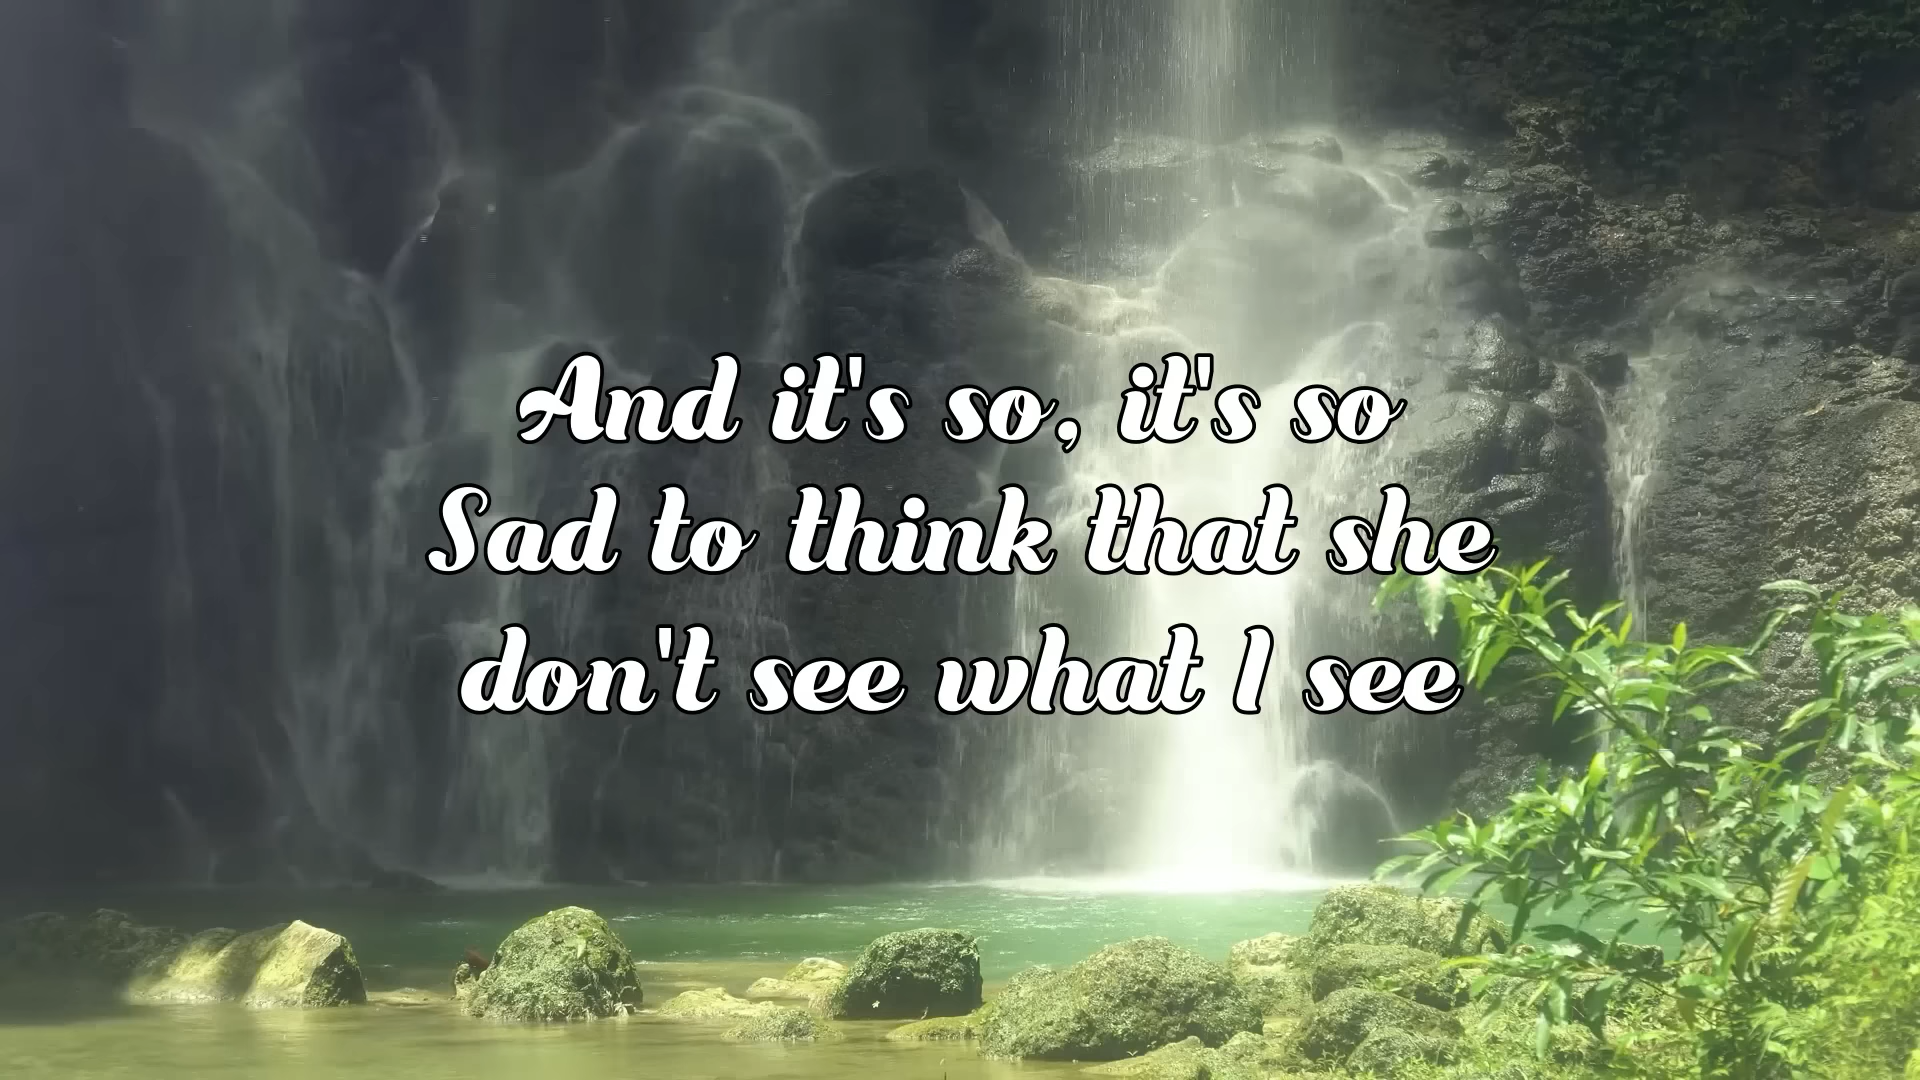 And it's so, it's so
Sad to think that she
don't see what I see